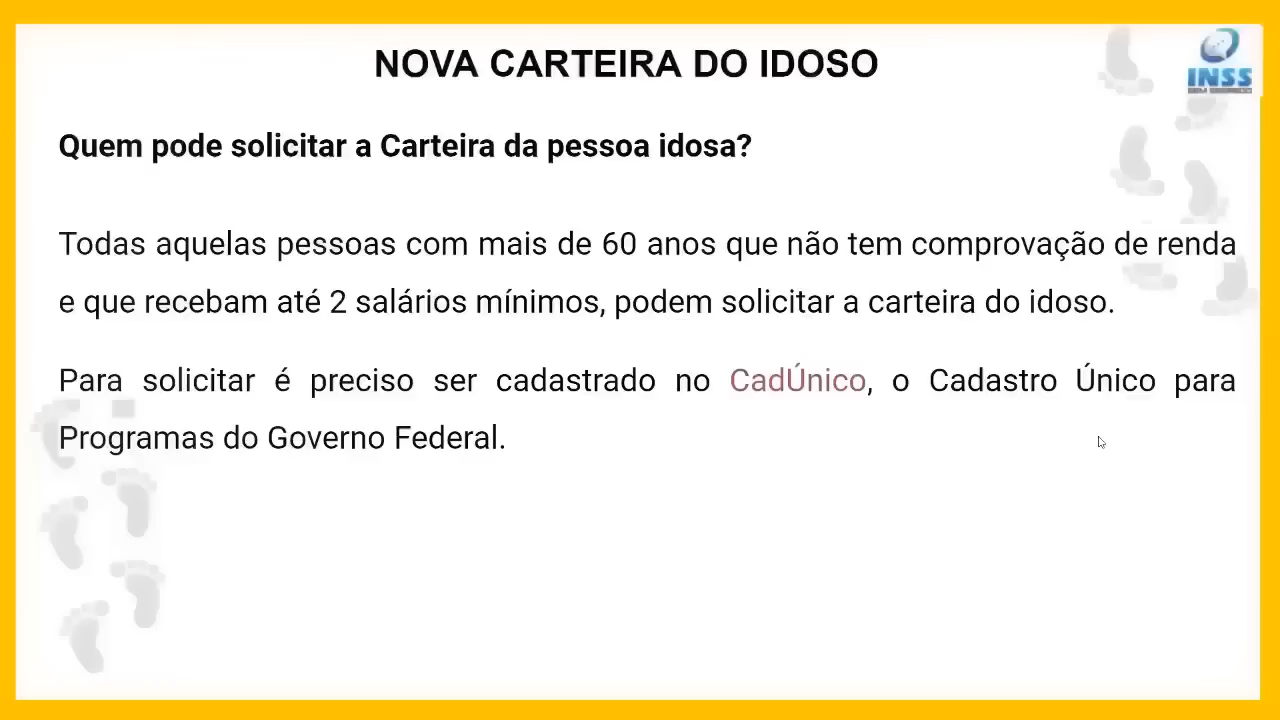 NOVA CARTEIRA DO IDOSO
INSS
Quem pode solicitar a Carteira da pessoa idosa?
Todas aquelas pessoas com mais de 60 anos que não tem comprovação de renda
e que recebam até 2 salários mínimos, podem solicitar a carteira do idoso.
Para solicitar é preciso ser cadastrado no CadÚnico, o Cadastro Único para
Programas do Governo Federal.